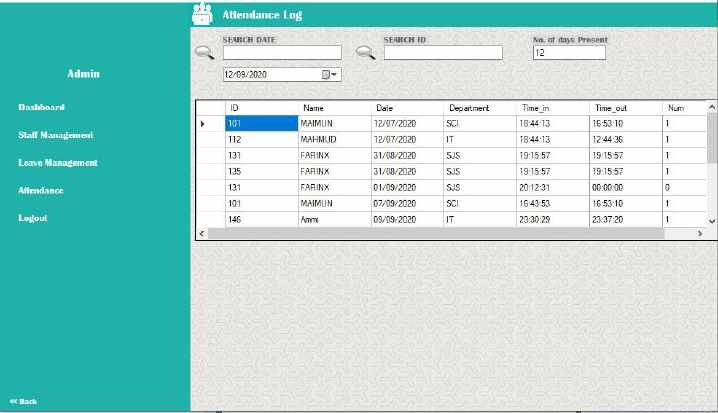 Attendance Log
SEARCH DATE SEARCH ID No. of days Present
12
12/09/2020
Admin
Dashboard
Staff Management
Leave Management
Attendance
Logout
<< Back
ID Name Date Department Time_in Time_out Num
101 MAIMUN 12/07/2020 SCI 18:44:13 16:53:10 1
112 MAHMUD 12/07/2020 IT 18:44:13 12:44:36 1
131 FARINX 31/08/2020 SJS 19:15:57 19:15:57 1
135 FARINX 31/08/2020 SJS 19:15:57 19:15:57 1
131 FARINX 01/09/2020 SJS 20:12:31 00:00:00 0
101 MAIMUN 07/09/2020 SCI 16:43:53 16:53:10 1
146 Ammi 09/09/2020 IT 23:30:29 23:37:20 1